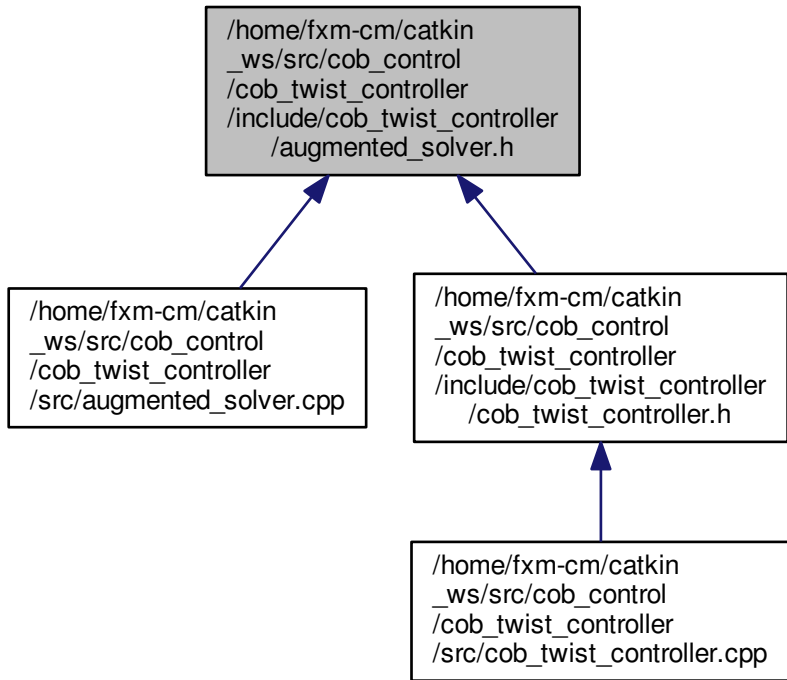 /home/fxm-cm/catkin
_ws/src/cob_control
/cob_twist_controller
/include/cob_twist_controller
/augmented_solver.h
/home/fxm-cm/catkin
_ws/src/cob_control
/cob_twist_controller
/src/augmented_solver.cpp
/home/fxm-cm/catkin
_ws/src/cob_control
/cob_twist_controller
/include/cob_twist_controller
/cob_twist_controller.h
/home/fxm-cm/catkin
_ws/src/cob_control
/cob_twist_controller
/src/cob_twist_controller.cpp